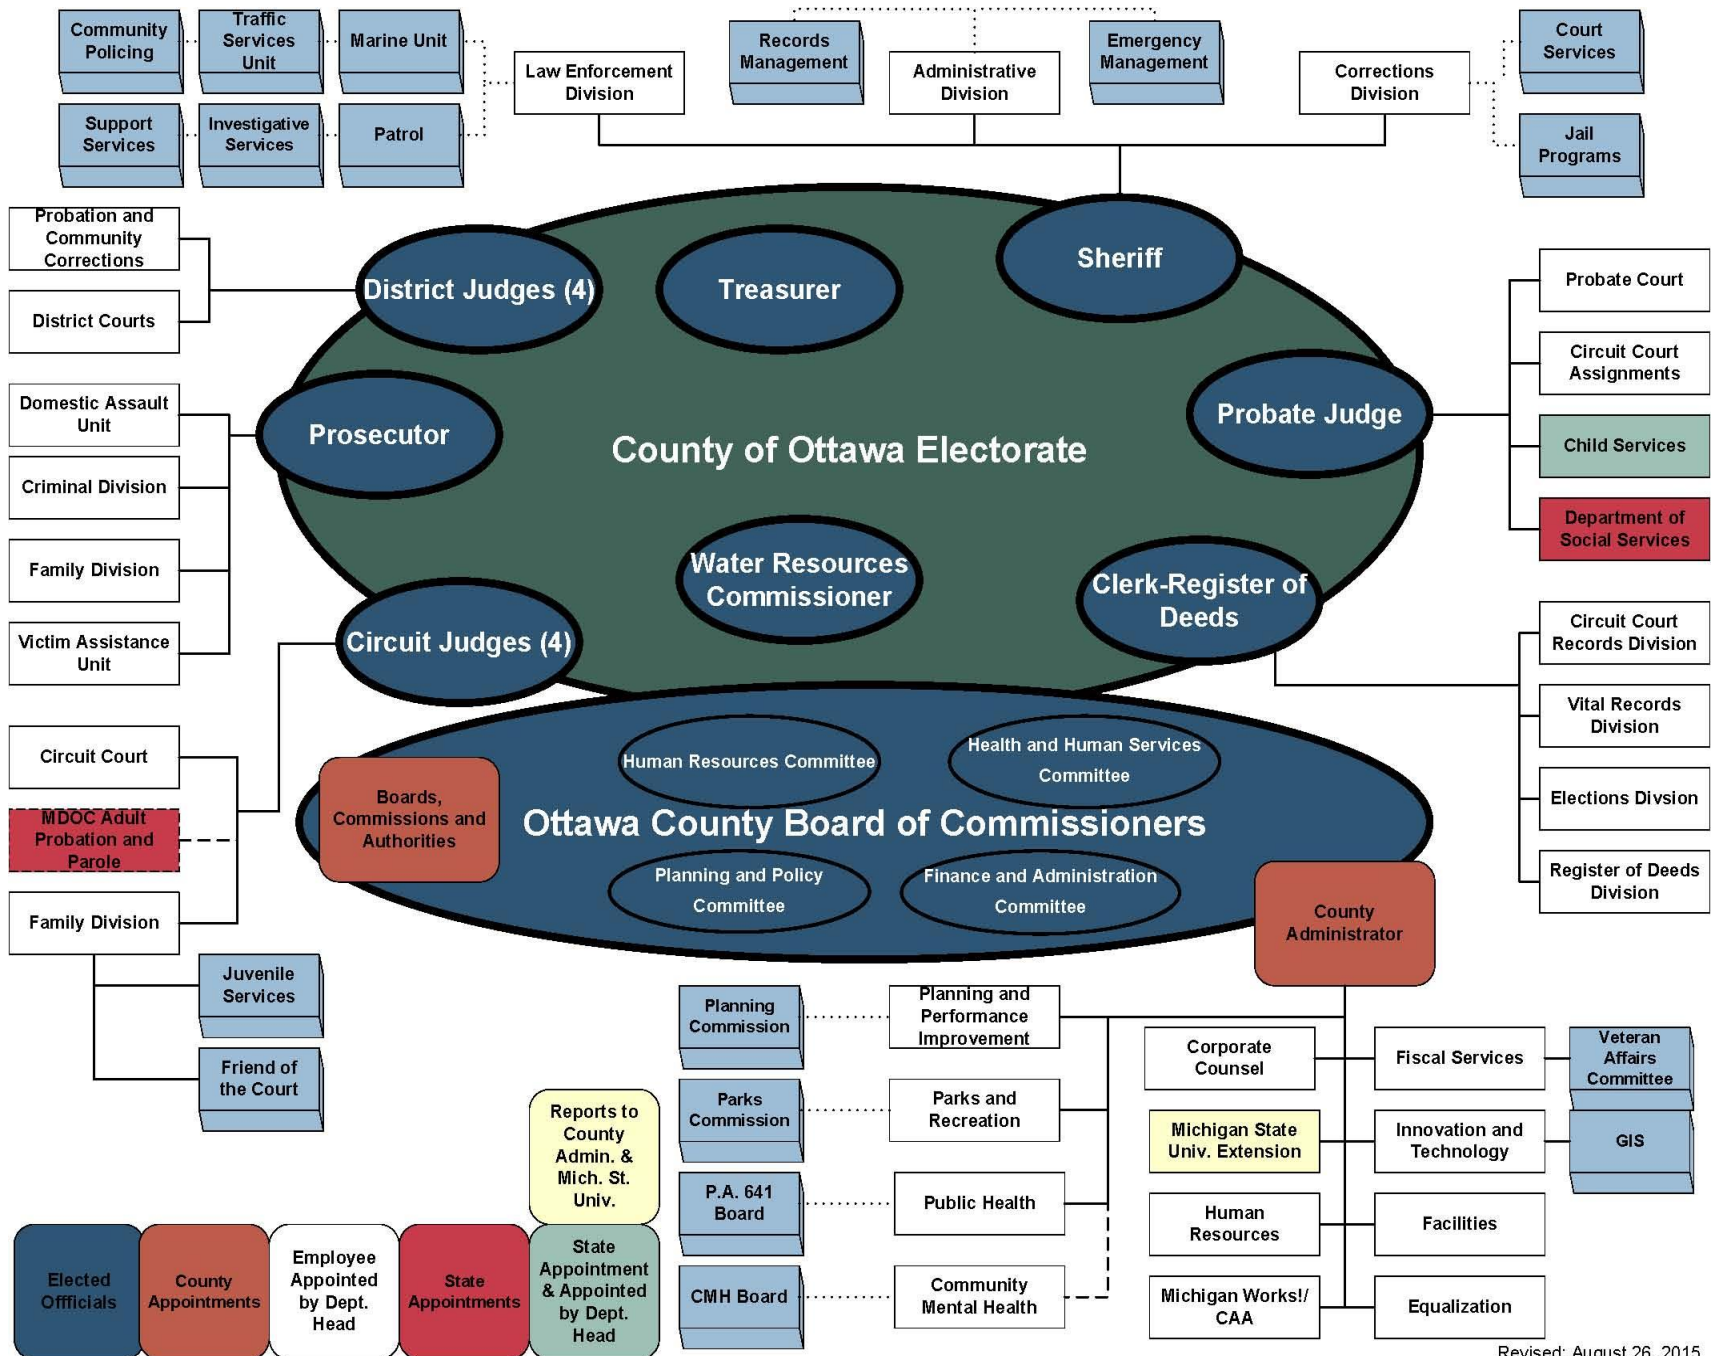 Community
Policing
Traffic
Services
Unit
Marine Unit
Law Enforcement
Division
Records
Management
Administrative
Division
Emergency
Management
Corrections
Division
Court
Services
Support
Services
Investigative
Services
Patrol
Jail
Programs
Probation and
Community
Corrections
District Courts
District Judges (4)
Treasurer
Sheriff
Probate Court
Circuit Court
Assignments
Child Services
Department of
Social Services
Domestic Assault
Unit
Criminal Division
Family Division
Victim Assistance
Unit
Prosecutor
County of Ottawa Electorate
Probate Judge
Water Resources
Commissioner
Clerk-Register of
Deeds
Circuit Judges (4)
Circuit Court
Records Division
Vital Records
Division
Elections Divsion
Register of Deeds
Division
Circuit Court
MDOC Adult
Probation and
Parole
Family Division
Juvenile
Services
Friend of
the Court
Human Resources Committee
Health and Human Services
Committee
Boards,
Commissions and
Authorities
Ottawa County Board of Commissioners
Planning and Policy
Committee
Finance and Administration
Committee
County
Administrator
Planning
Commission
Planning and
Performance
Improvement
Parks
Commission
Parks and
Recreation
P.A. 641
Board
Public Health
CMH Board
Community
Mental Health
Corporate
Counsel
Fiscal Services
Veteran
Affairs
Committee
Michigan State
Univ. Extension
Innovation and
Technology
GIS
Human
Resources
Facilities
Michigan Works!/
CAA
Equalization
Reports to
County
Admin. &
Mich. St.
Univ.
Elected
Offficials
County
Appointments
Employee
Appointed
by Dept.
Head
State
Appointments
State
Appointment
& Appointed
by Dept.
Head
Revised: August 26, 2015